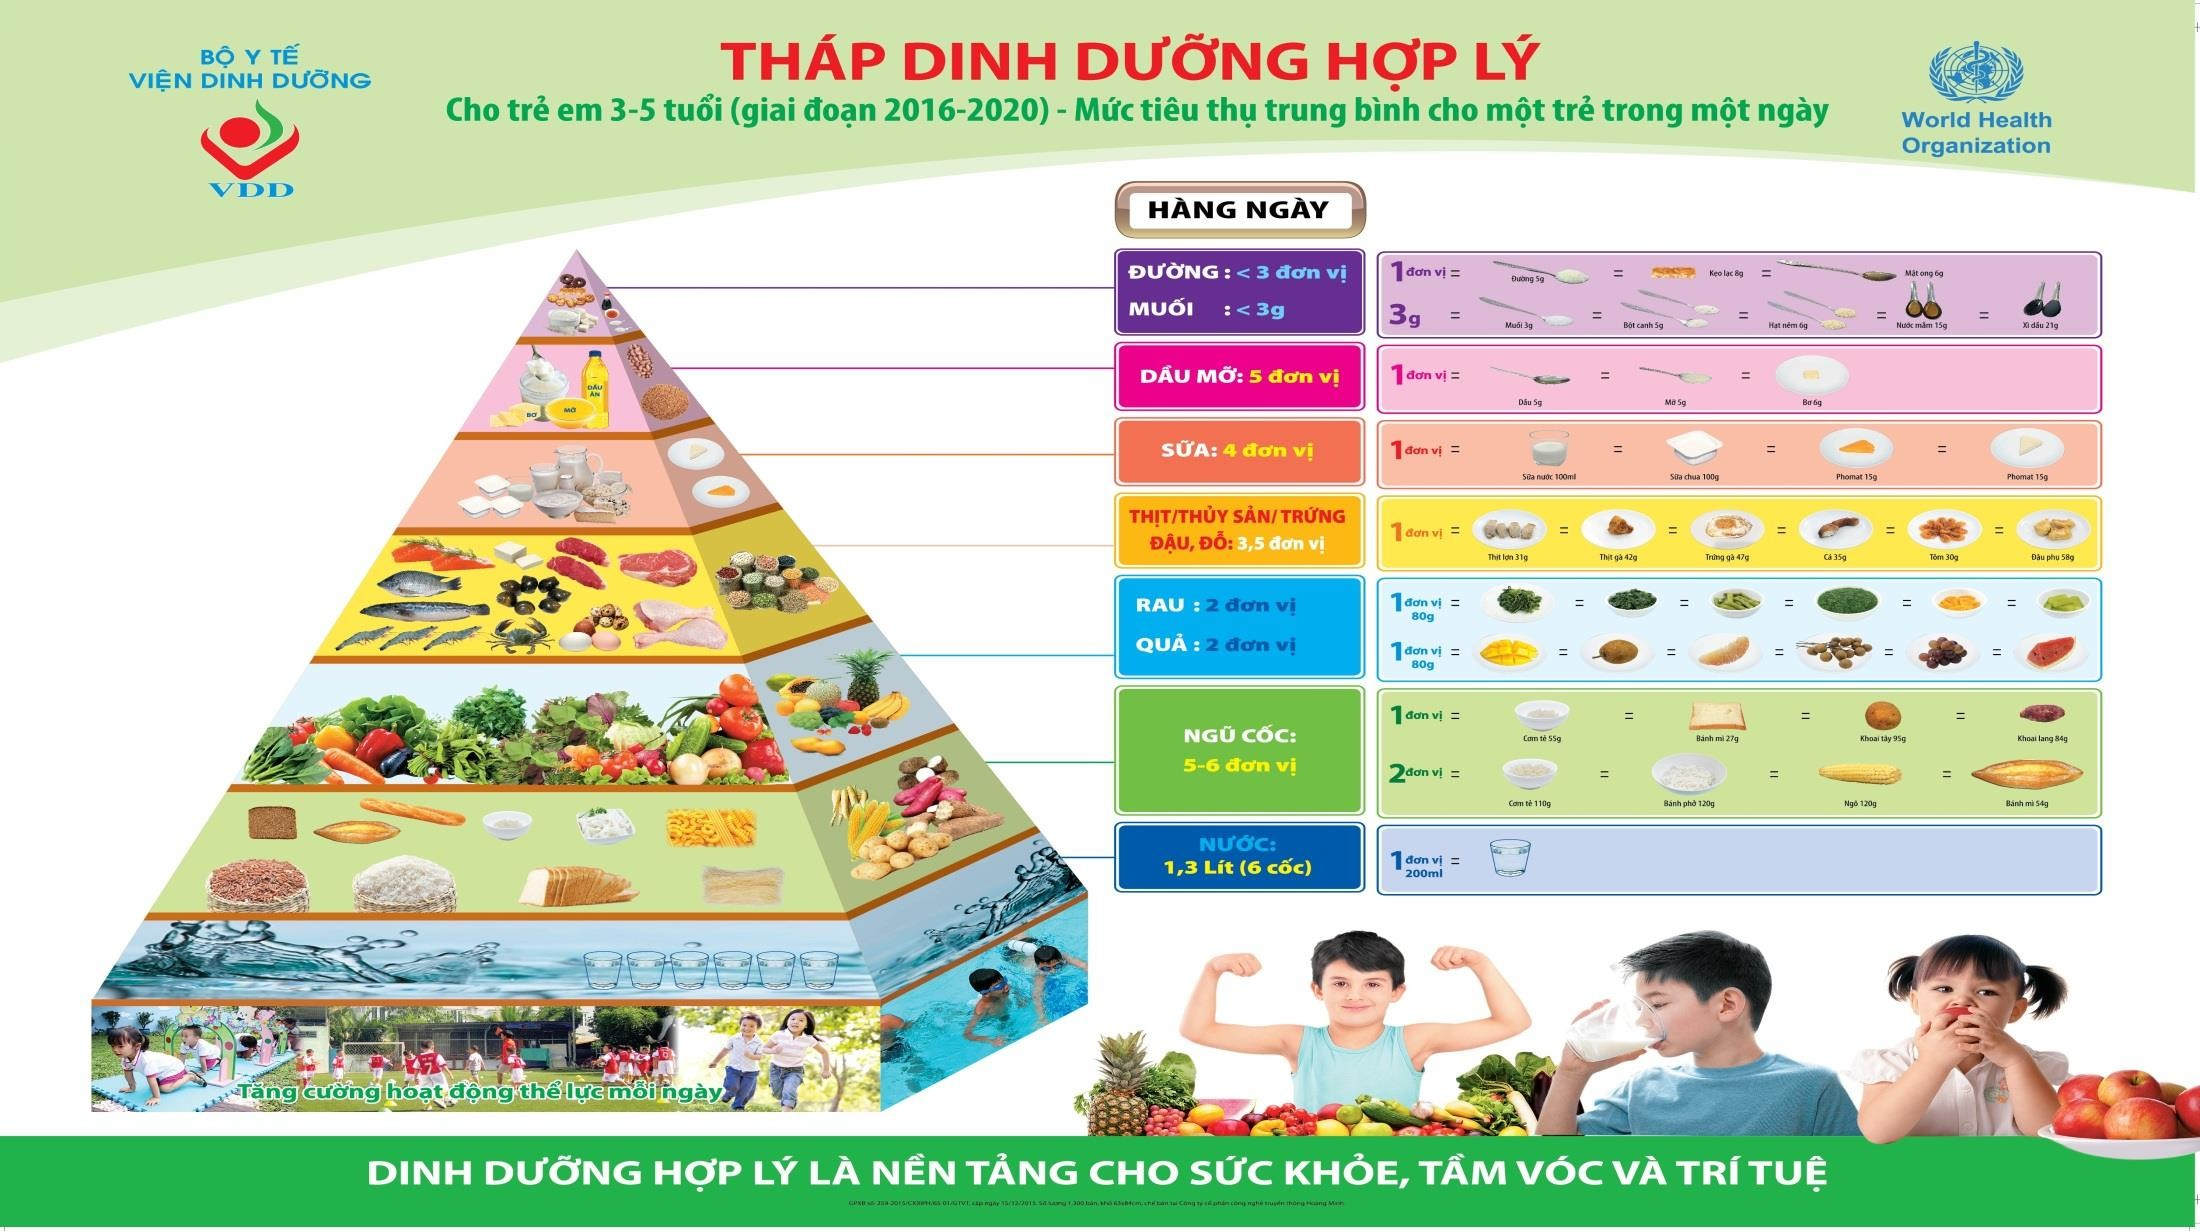 BỘ Y TẾ
VIỆN DINH DƯỠNG
VDD
THÁP DINH DƯỠNG HỢP LÝ
Cho trẻ em 3-5 tuổi (giai đoạn 2016-2020) - Mức tiêu thụ trung bình cho một trẻ trong một ngày
World Health
Organization
HÀNG NGÀY
ĐƯỜNG : < 3 đơn vị
MUỐI : < 3g
1 đơn vị = = =
Đường 5g Kẹo lạc 8g Mật ong 6g
3g = = = = =
Muối 3g Bột canh 5g Hạt nêm 6g Nước mắm 15g Xì dầu 21g
DẦU ĂN
BƠ
MỠ
DẦU MỠ: 5 đơn vị
1 đơn vị = = =
Dầu 5g Mỡ 5g Bơ 6g
SỮA: 4 đơn vị
1 đơn vị = = = =
Sữa nước 100ml Sữa chua 100g Phomat 15g Phomat 15g
THỊT/THỦY SẢN/ TRỨNG
ĐẬU, ĐỖ: 3,5 đơn vị
1 đơn vị = = = = = =
Thịt lợn 31g Thịt gà 42g Trứng gà 47g Cá 35g Tôm 30g Đậu phụ 58g
RAU : 2 đơn vị
QUẢ : 2 đơn vị
1 đơn vị = = = = = =
80g
1 đơn vị = = = = = =
80g
NGŨ CỐC:
5-6 đơn vị
1 đơn vị = = = =
Cơm tẻ 55g Bánh mì 27g Khoai tây 95g Khoai lang 84g
2 đơn vị = = = =
Cơm tẻ 110g Bánh phở 120g Ngô 120g Bánh mì 54g
NƯỚC:
1,3 Lít (6 cốc)
1 đơn vị =
200ml
Tăng cường hoạt động thể lực mỗi ngày
DINH DƯỠNG HỢP LÝ LÀ NỀN TẢNG CHO SỨC KHỎE, TẦM VÓC VÀ TRÍ TUỆ